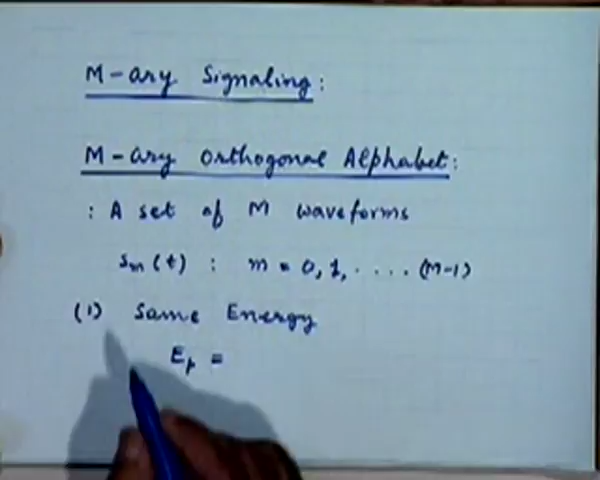 M-ary Signaling:
M-ary Orthogonal Alphabet:
: A set of M waveforms
sm(t) : m = 0, 1, .... (M-1)
(1) Same Energy
Ep =